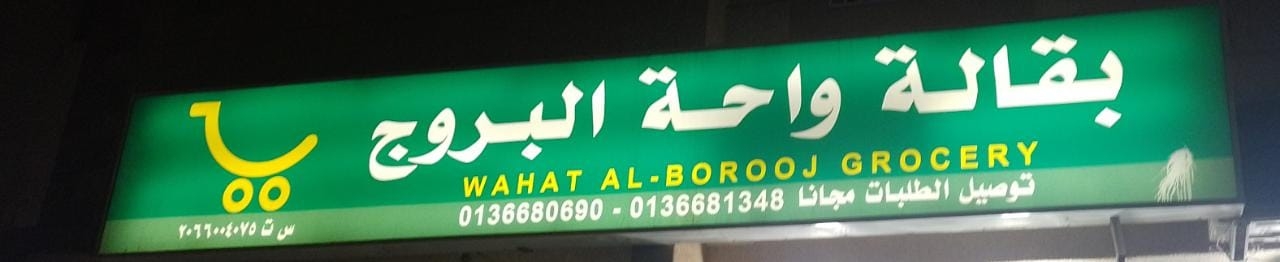 بقالة واحة البروج
WAHAT AL-BOROOJ GROCERY
توصيل الطلبات مجانا 0136681348 - 0136680690
س ت ٢٠٦٦٠٠٤٠٧٥